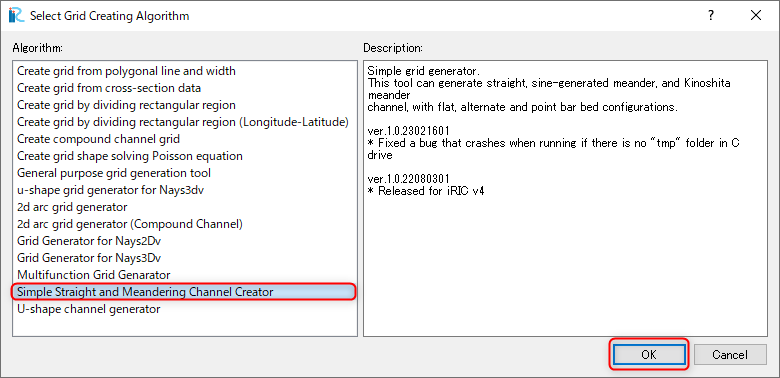 Select Grid Creating Algorithm
Algorithm:
Create grid from polygonal line and width
Create grid from cross-section data
Create grid by dividing rectangular region
Create grid by dividing rectangular region (Longitude-Latitude)
Create compound channel grid
Create grid shape solving Poisson equation
General purpose grid generation tool
u-shape grid generator for Nays3dv
2d arc grid generator
2d arc grid generator (Compound Channel)
Grid Generator for Nays2Dv
Grid Generator for Nays3Dv
Multifunction Grid Genarator
Simple Straight and Meandering Channel Creator
U-shape channel generator
Description:
Simple grid generator.
This tool can generate straight, sine-generated meander, and Kinoshita
meander
channel, with flat, alternate and point bar bed configurations.
ver.1.0.23021601
* Fixed a bug that crashes when running if there is no "tmp" folder in C
drive
ver.1.0.22080301
* Released for iRIC v4
OK
Cancel